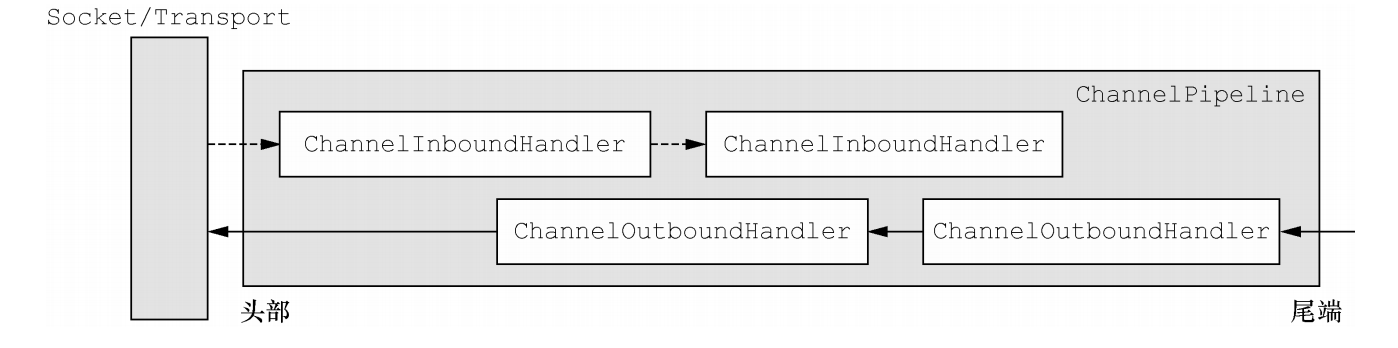 Socket/Transport
ChannelPipeline
ChannelInboundHandler
ChannelInboundHandler
ChannelOutboundHandler
ChannelOutboundHandler
头部
尾端